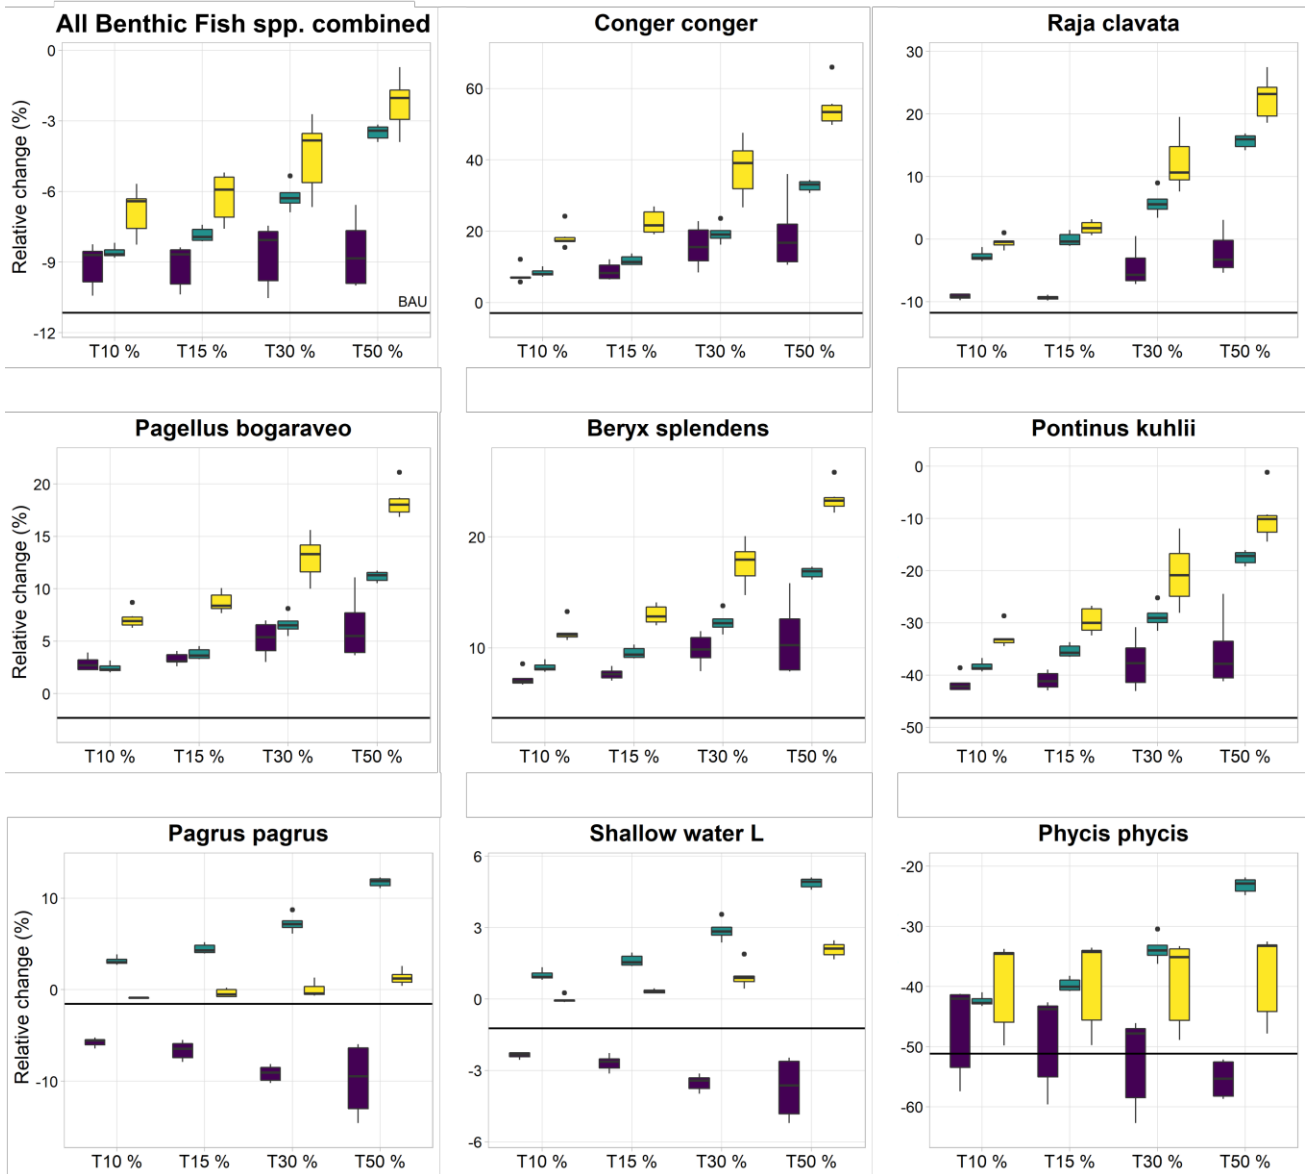 All Benthic Fish spp. combined
Conger conger
Raja clavata
Relative change (%)
0
-3
-6
-9
-12
BAU
T10 %
T15 %
T30 %
T50 %
60
40
20
0
T10 %
T15 %
T30 %
T50 %
30
20
10
0
-10
T10 %
T15 %
T30 %
T50 %
Pagellus bogaraveo
Beryx splendens
Pontinus kuhlii
Relative change (%)
20
15
10
5
0
T10 %
T15 %
T30 %
T50 %
20
10
T10 %
T15 %
T30 %
T50 %
0
-10
-20
-30
-40
-50
T10 %
T15 %
T30 %
T50 %
Pagrus pagrus
Shallow water L
Phycis phycis
Relative change (%)
10
0
-10
T10 %
T15 %
T30 %
T50 %
6
3
0
-3
-6
T10 %
T15 %
T30 %
T50 %
-20
-30
-40
-50
-60
T10 %
T15 %
T30 %
T50 %